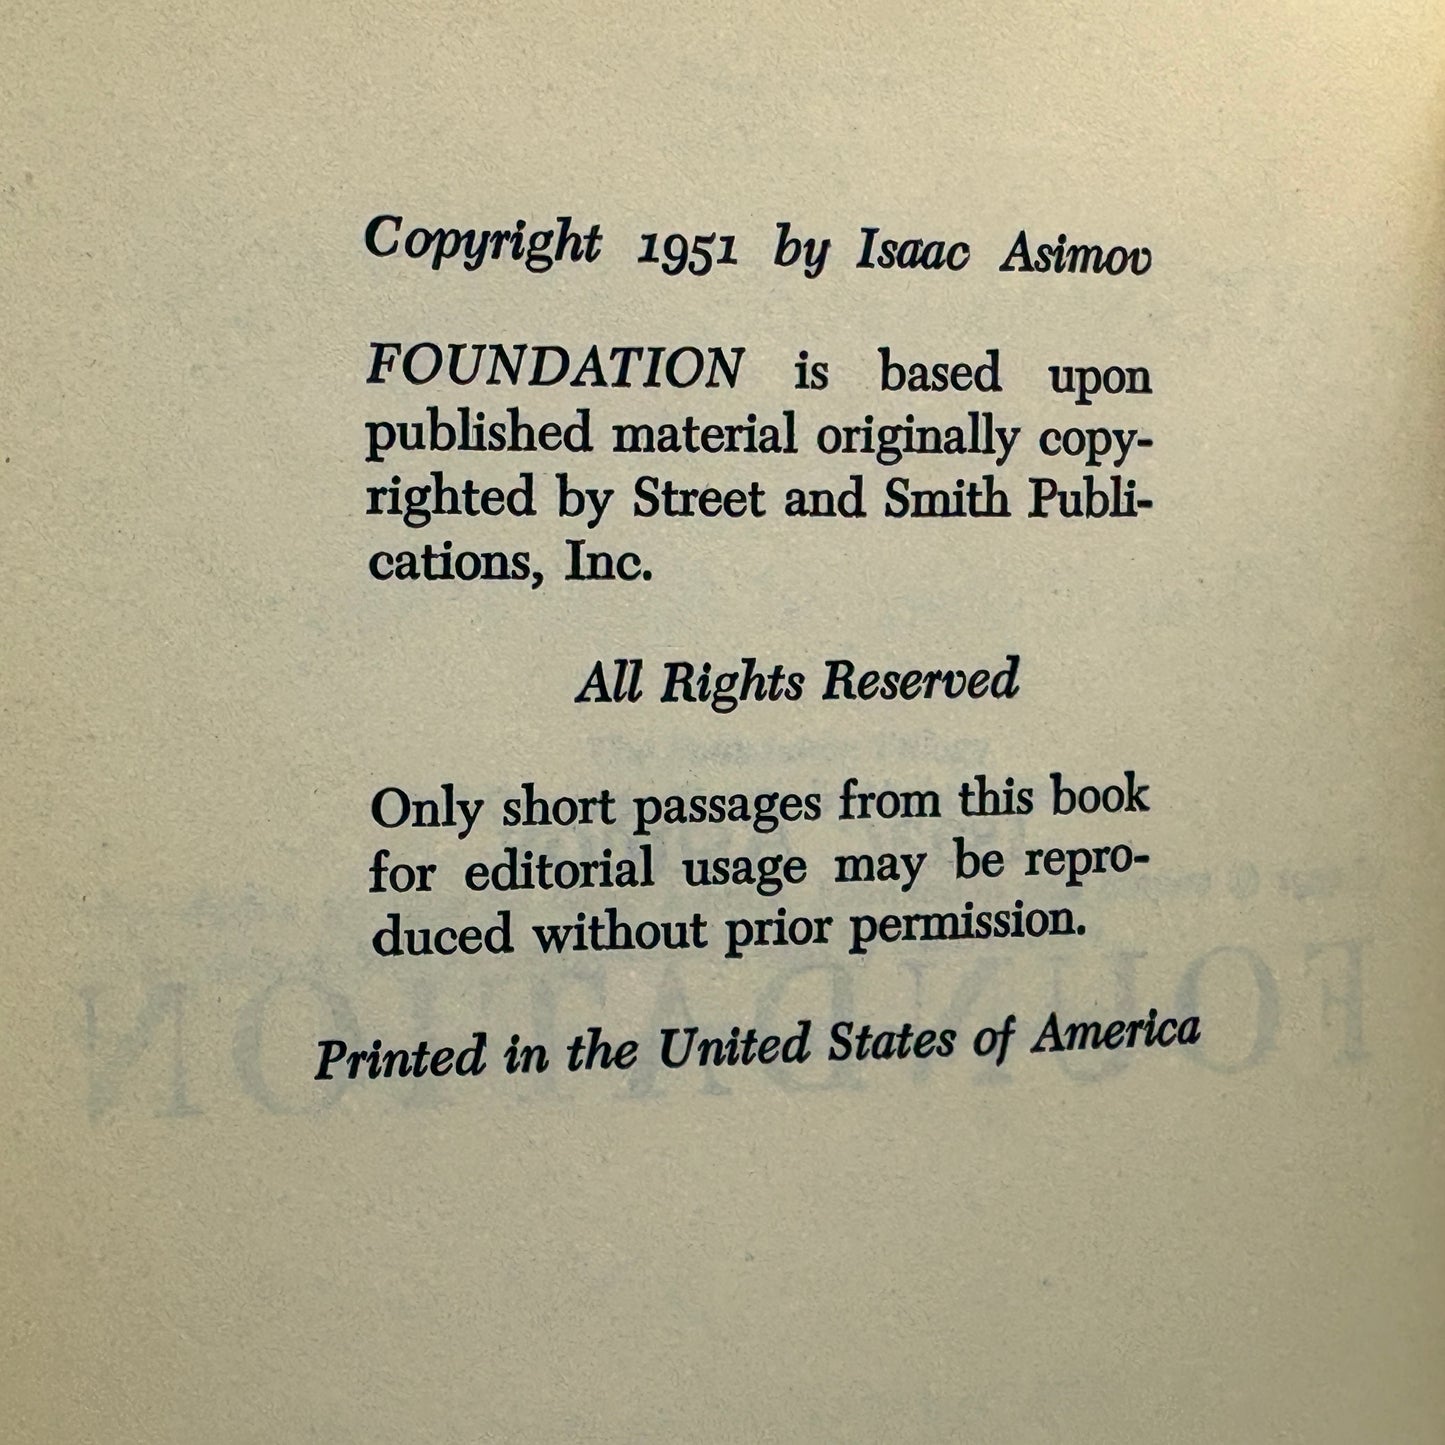 Copyright 1951 by Isaac Asimov
FOUNDATION is based upon
published material originally copy-
righted by Street and Smith Publi-
cations, Inc.
All Rights Reserved
Only short passages from this book
for editorial usage may be repro-
duced without prior permission.
FOUNDATION
Printed in the United States of America